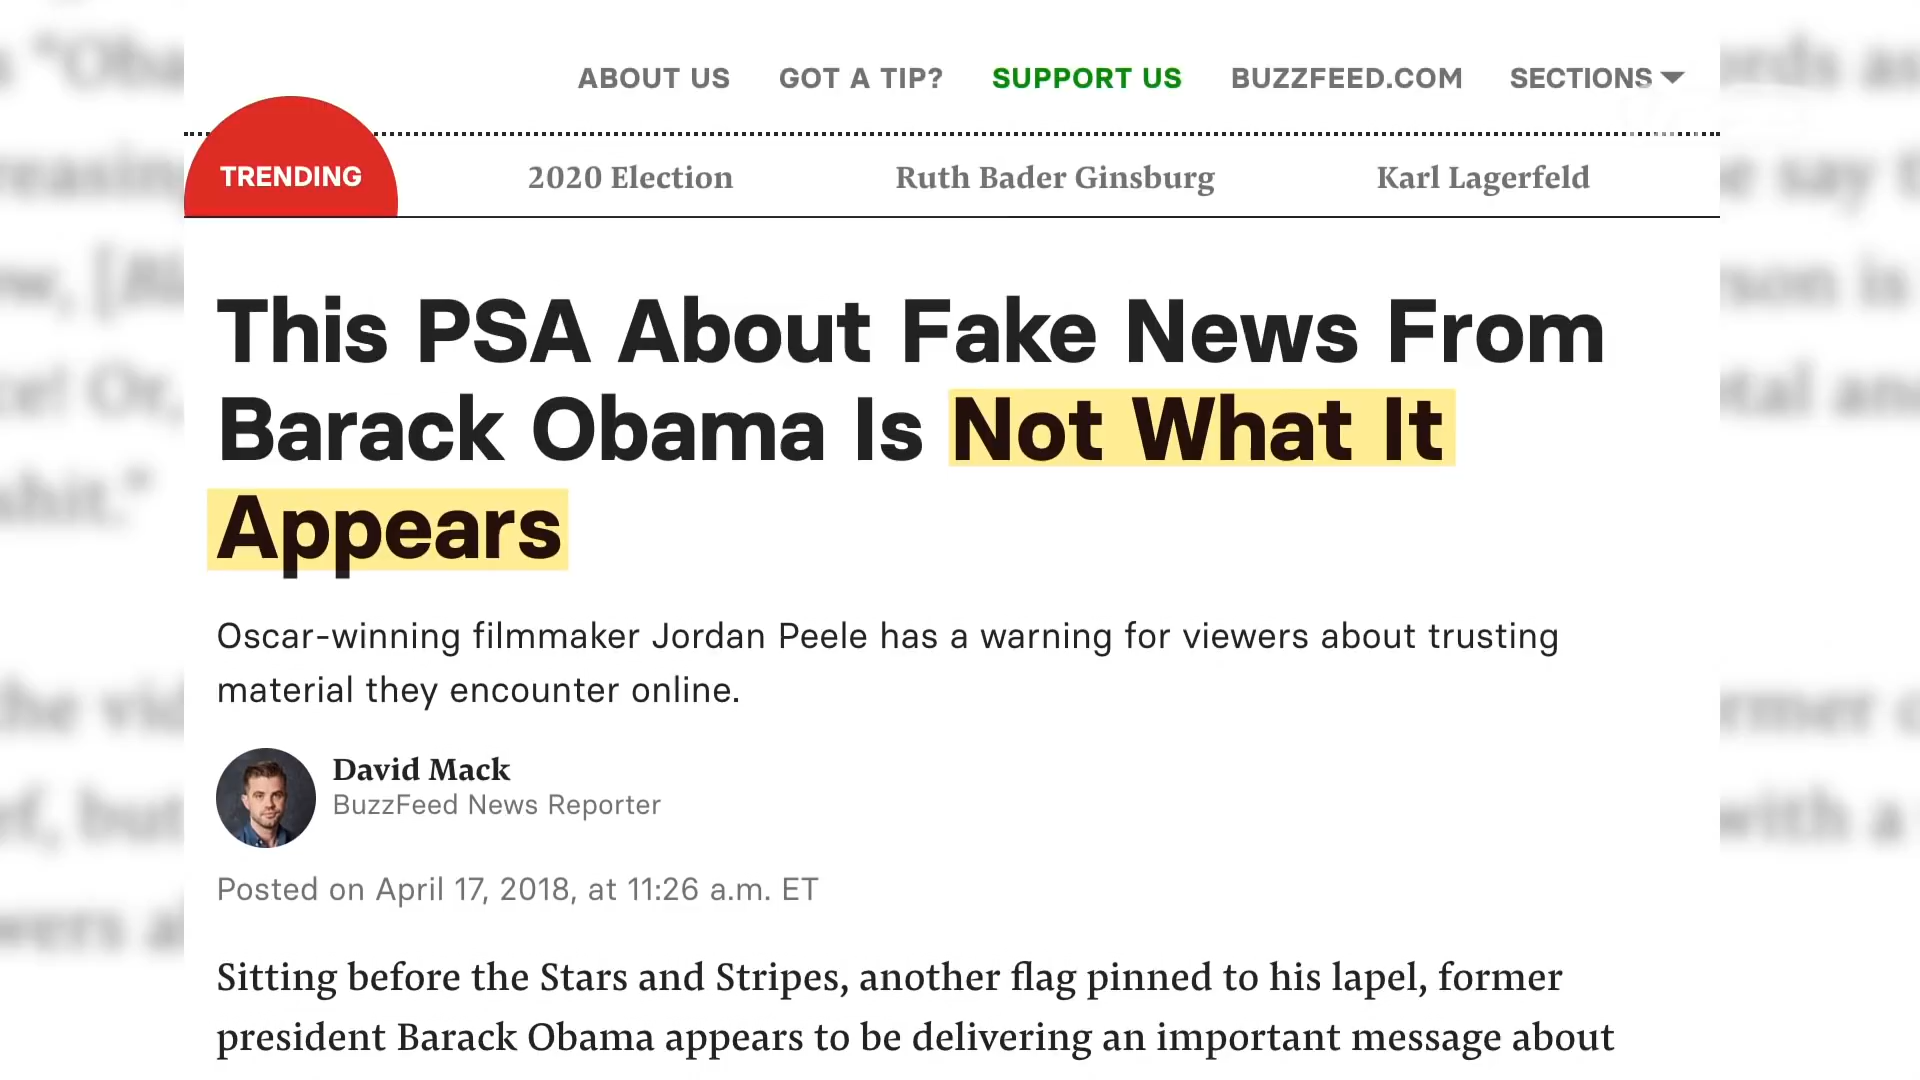 ABOUT US GOT A TIP? SUPPORT US BUZZFEED.COM SECTIONS
TRENDING 2020 Election Ruth Bader Ginsburg Karl Lagerfeld
This PSA About Fake News From
Barack Obama Is Not What It
Appears
Oscar-winning filmmaker Jordan Peele has a warning for viewers about trusting
material they encounter online.
David Mack
BuzzFeed News Reporter
Posted on April 17, 2018, at 11:26 a.m. ET
Sitting before the Stars and Stripes, another flag pinned to his lapel, former
president Barack Obama appears to be delivering an important message about